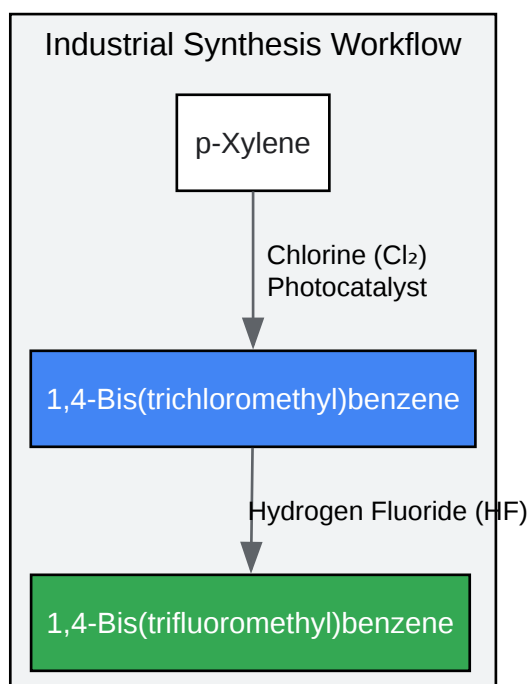 Industrial Synthesis Workflow
p-Xylene
Chlorine (Cl₂)
Photocatalyst
1,4-Bis(trichloromethyl)benzene
Hydrogen Fluoride (HF)
1,4-Bis(trifluoromethyl)benzene